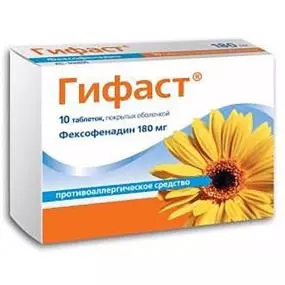 180 мг
Гифаст®
10 таблеток, покрытых оболочкой
Фексофенадин 180 мг
противоаллергическое средство